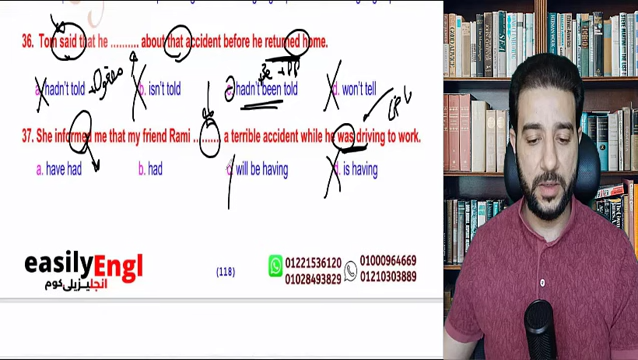 36. Tom said that he .......... about that accident before he returned home.
a. hadn't told b. isn't told c. hadn't been told d. won't tell
37. She informed me that my friend Rami .......... a terrible accident while he was driving to work.
a. have had b. had c. will be having d. is having
easilyEngl
انجليزيلي كوم
(118)
01221536120
01028493829
01000964669
01210303889